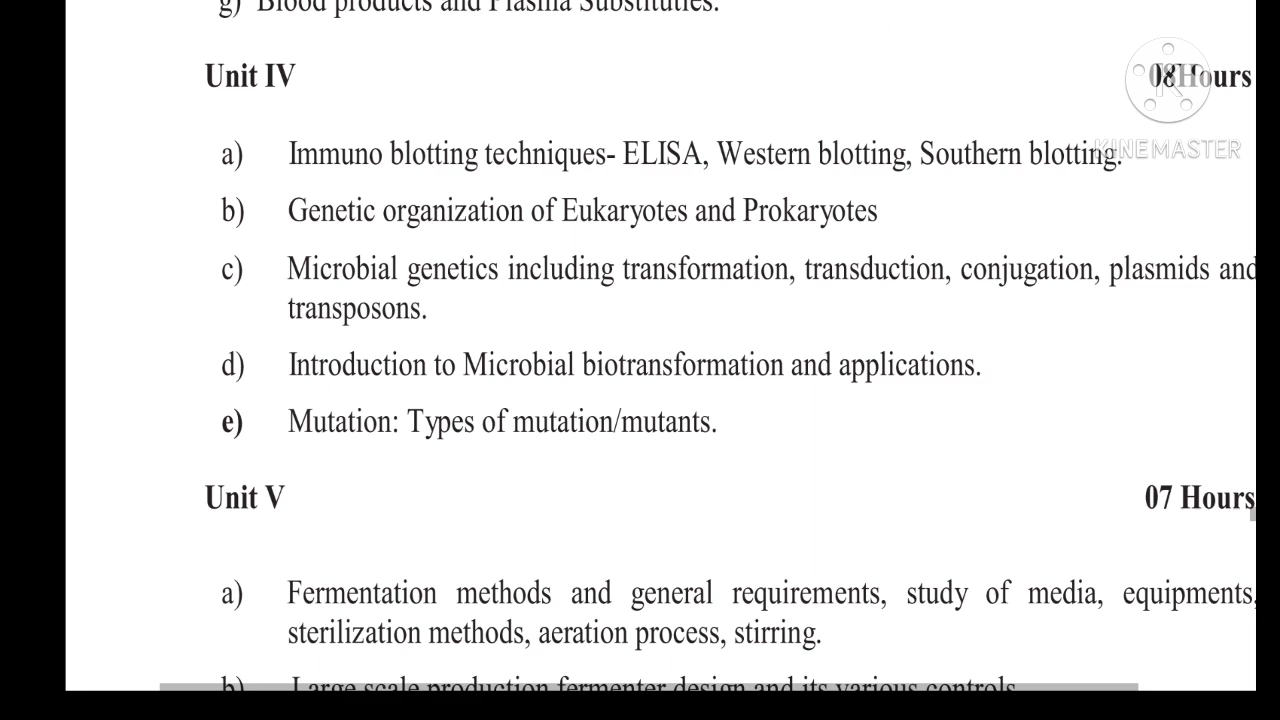 g) Blood products and Plasma Substituties.
Unit IV 08Hours
KINEMASTER
a) Immuno blotting techniques- ELISA, Western blotting, Southern blotting.
b) Genetic organization of Eukaryotes and Prokaryotes
c) Microbial genetics including transformation, transduction, conjugation, plasmids and
transposons.
d) Introduction to Microbial biotransformation and applications.
e) Mutation: Types of mutation/mutants.
Unit V 07 Hours
a) Fermentation methods and general requirements, study of media, equipments,
sterilization methods, aeration process, stirring.
b) Large scale production fermenter design and its various controls.